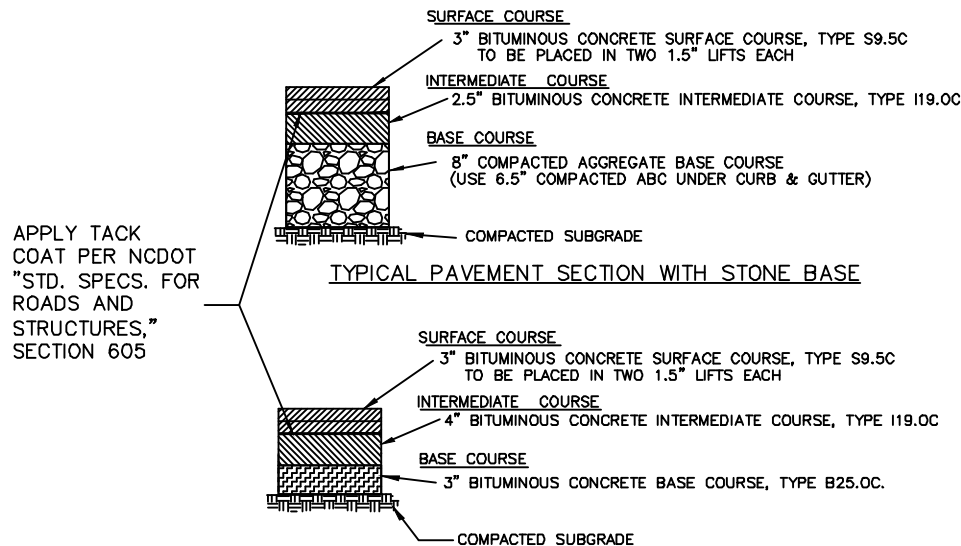 SURFACE COURSE
3" BITUMINOUS CONCRETE SURFACE COURSE, TYPE S9.5C
TO BE PLACED IN TWO 1.5" LIFTS EACH
INTERMEDIATE COURSE
2.5" BITUMINOUS CONCRETE INTERMEDIATE COURSE, TYPE I19.0C
BASE COURSE
8" COMPACTED AGGREGATE BASE COURSE
(USE 6.5" COMPACTED ABC UNDER CURB & GUTTER)
COMPACTED SUBGRADE
TYPICAL PAVEMENT SECTION WITH STONE BASE
APPLY TACK
COAT PER NCDOT
"STD. SPECS. FOR
ROADS AND
STRUCTURES,"
SECTION 605
SURFACE COURSE
3" BITUMINOUS CONCRETE SURFACE COURSE, TYPE S9.5C
TO BE PLACED IN TWO 1.5" LIFTS EACH
INTERMEDIATE COURSE
4" BITUMINOUS CONCRETE INTERMEDIATE COURSE, TYPE I19.0C
BASE COURSE
3" BITUMINOUS CONCRETE BASE COURSE, TYPE B25.0C.
COMPACTED SUBGRADE